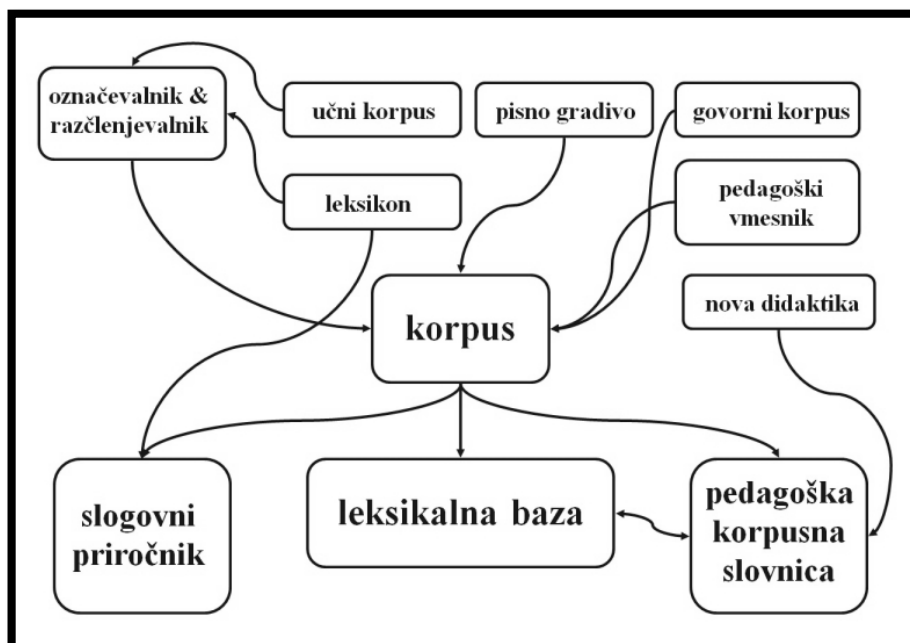 označevalnik &
razčlenjevalnik
učni korpus
pisno gradivo
govorni korpus
leksikon
pedagoški
vmesnik
korpus
nova didaktika
slogovni
priročnik
leksikalna baza
pedagoška
korpusna
slovnica